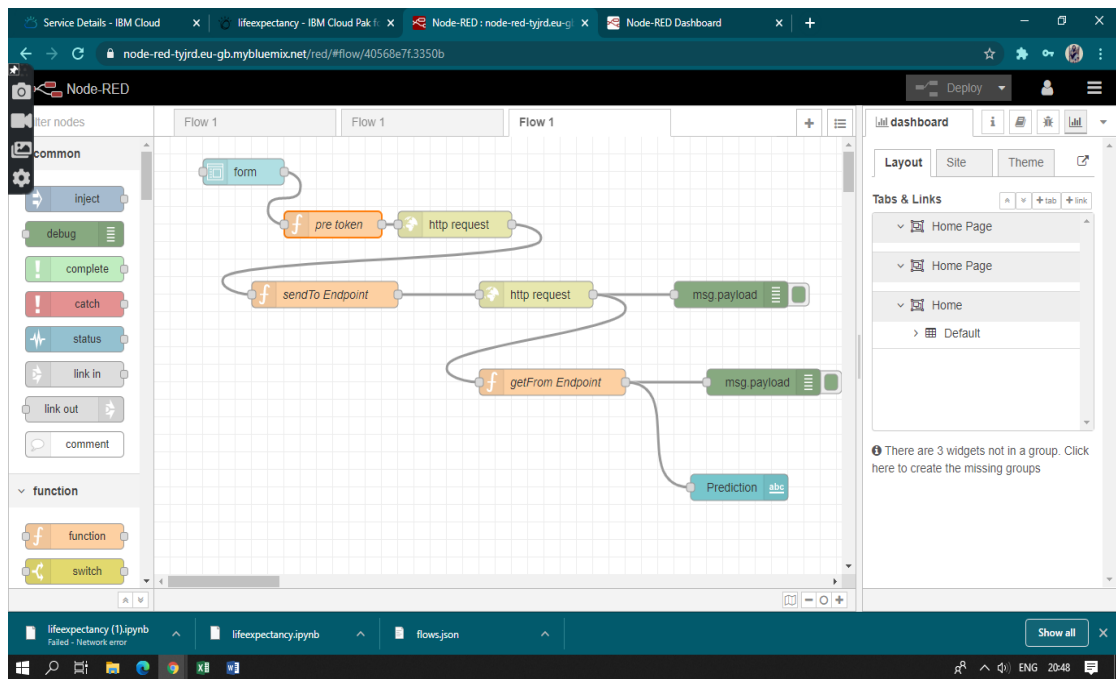 Service Details - IBM Cloud
lifeexpectancy - IBM Cloud Pak fo
Node-RED : node-red-tyjrd.eu-gb
Node-RED Dashboard
node-red-tyjrd.eu-gb.mybluemix.net/red/#flow/40568e7f.3350b
Node-RED
Deploy
ilter nodes
Flow 1
Flow 1
Flow 1
dashboard
common
inject
debug
complete
catch
status
link in
link out
comment
function
function
switch
form
pre token
http request
sendTo Endpoint
http request
msg.payload
getFrom Endpoint
msg.payload
Prediction
abc
Layout
Site
Theme
Tabs & Links
+ tab
+ link
Home Page
Home Page
Home
Default
There are 3 widgets not in a group. Click
here to create the missing groups
lifeexpectancy (1).ipynb
Failed - Network error
lifeexpectancy.ipynb
flows.json
Show all
ENG
20:48